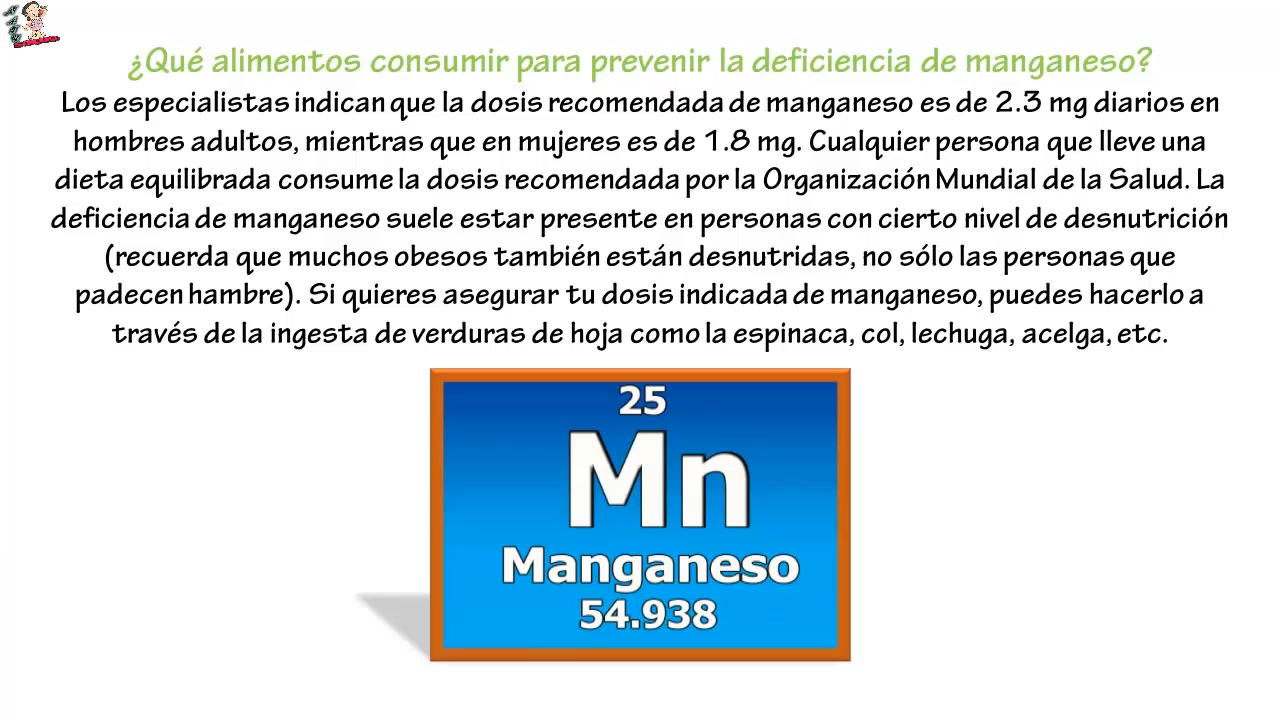 ¿Qué alimentos consumir para prevenir la deficiencia de manganeso?
Los especialistas indican que la dosis recomendada de manganeso es de 2.3 mg diarios en
hombres adultos, mientras que en mujeres es de 1.8 mg. Cualquier persona que lleve una
dieta equilibrada consume la dosis recomendada por la Organización Mundial de la Salud. La
deficiencia de manganeso suele estar presente en personas con cierto nivel de desnutrición
(recuerda que muchos obesos también están desnutridas, no sólo las personas que
padecen hambre). Si quieres asegurar tu dosis indicada de manganeso, puedes hacerlo a
través de la ingesta de verduras de hoja como la espinaca, col, lechuga, acelga, etc.
25
Mn
Manganeso
54.938